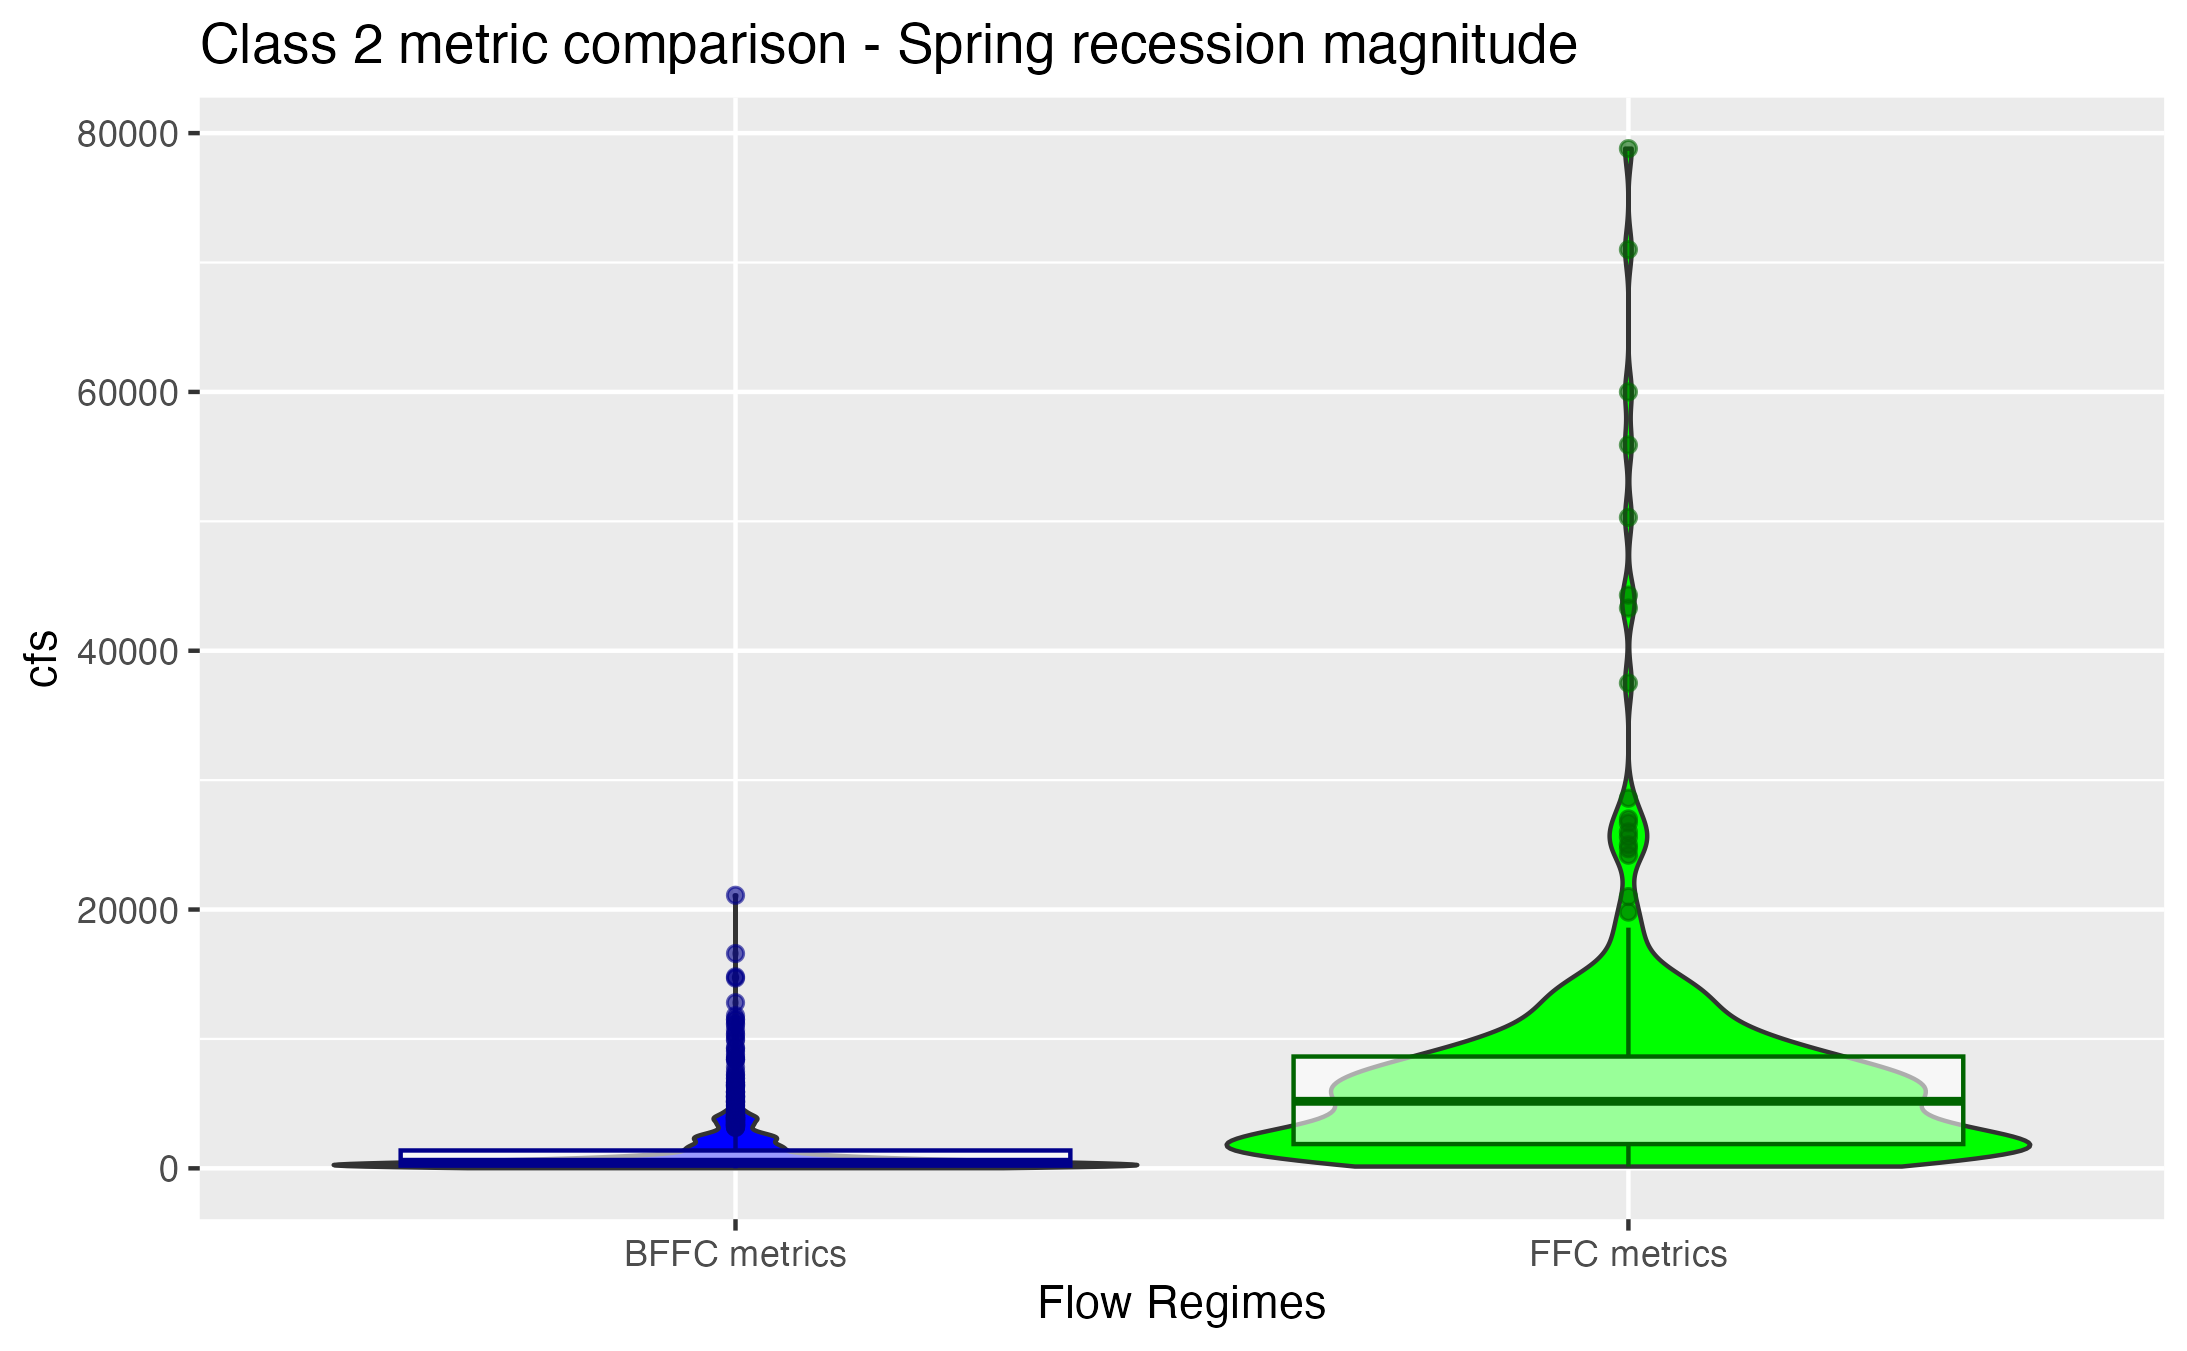 Class 2 metric comparison - Spring recession magnitude
80000
60000
40000
20000
0
cfs
BFFC metrics
FFC metrics
Flow Regimes